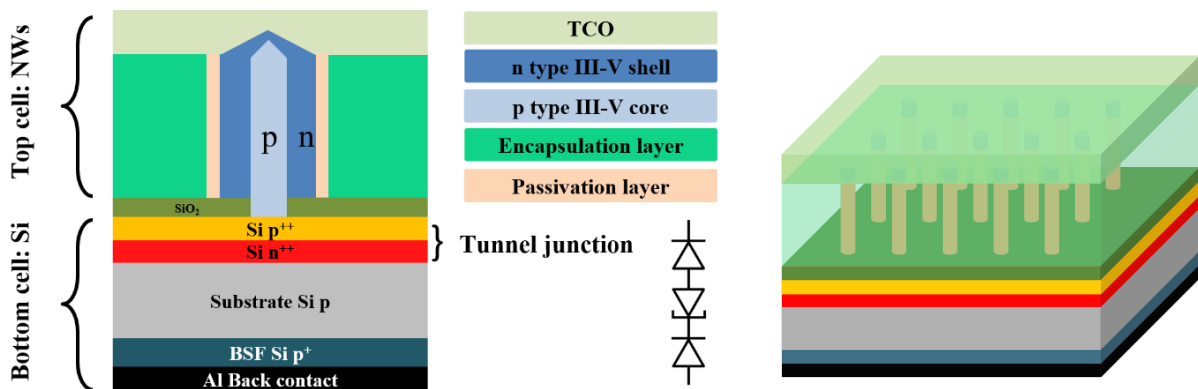 Top cell: NWs
Bottom cell: Si
p
n
SiO₂
Si p⁺⁺
Si n⁺⁺
Substrate Si p
BSF Si p⁺
Al Back contact
TCO
n type III-V shell
p type III-V core
Encapsulation layer
Passivation layer
Tunnel junction